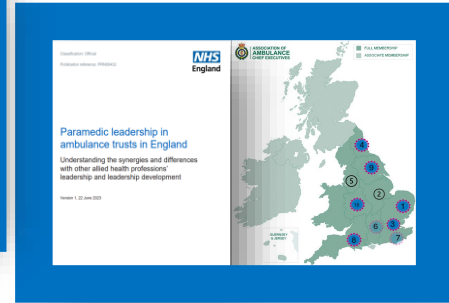 Classification: Official
Publication reference: PRN00402
NHS
England
Paramedic leadership in
ambulance trusts in England
Understanding the synergies and differences
with other allied health professions'
leadership and leadership development
Version 1, 22 June 2023
ASSOCIATION OF
AMBULANCE
CHIEF EXECUTIVES
FULL MEMBERSHIP
ASSOCIATE MEMBERSHIP
4
9
5
2
1
6
3
8
7
GUERNSEY
& JERSEY